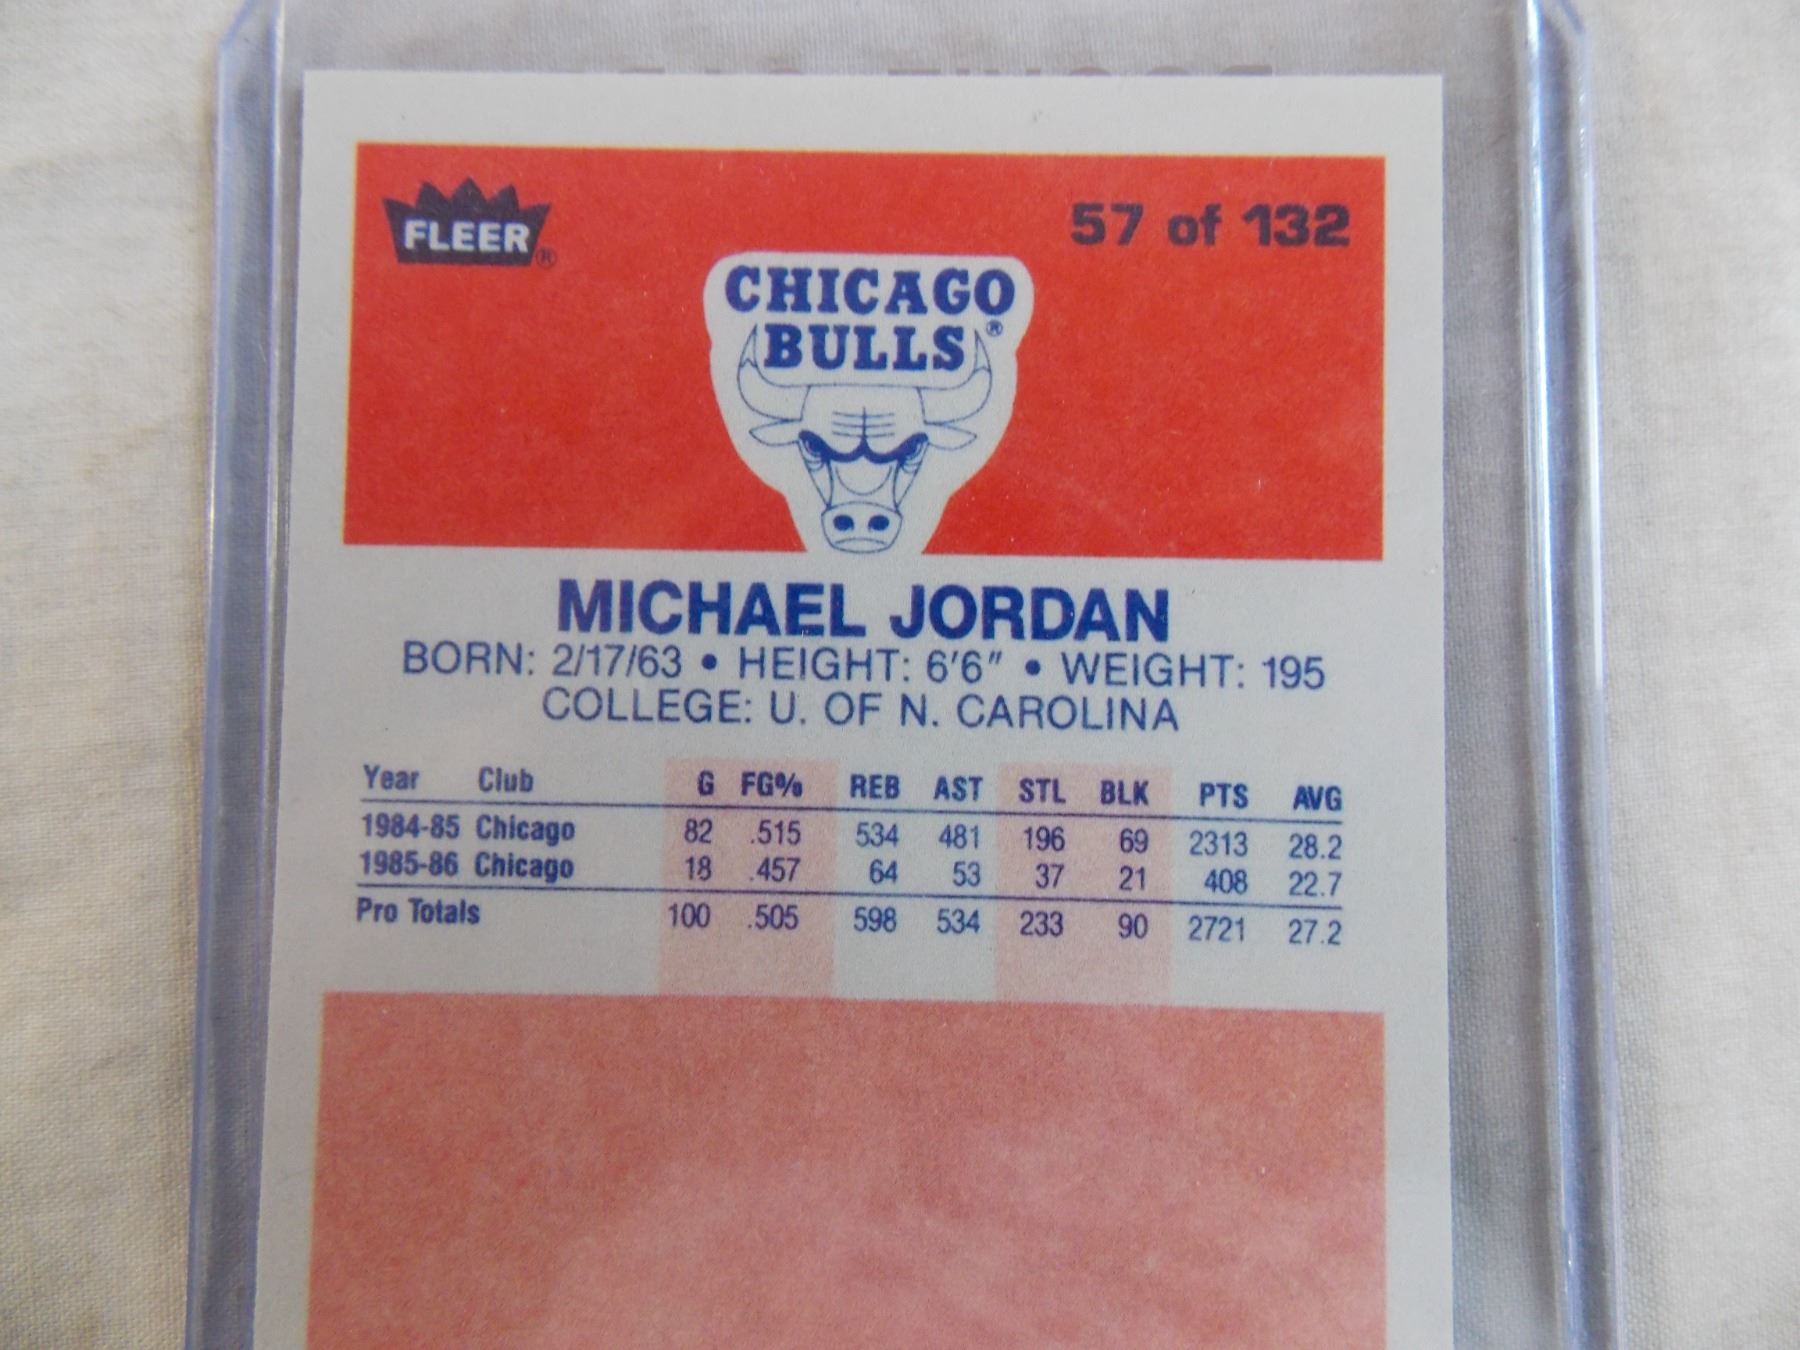 FLEER®
57 of 132
CHICAGO
BULLS®
MICHAEL JORDAN
BORN: 2/17/63 • HEIGHT: 6'6" • WEIGHT: 195
COLLEGE: U. OF N. CAROLINA
Year Club G FG% REB AST STL BLK PTS AVG
1984-85 Chicago 82 .515 534 481 196 69 2313 28.2
1985-86 Chicago 18 .457 64 53 37 21 408 22.7
Pro Totals 100 .505 598 534 233 90 2721 27.2